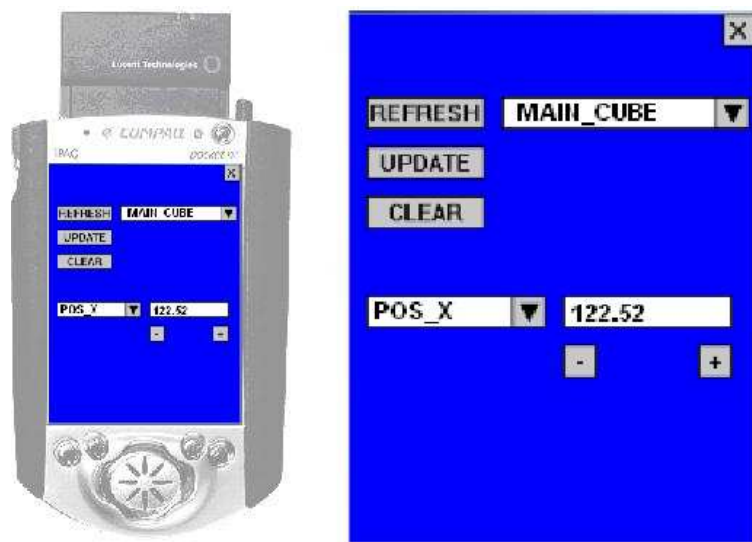 Lucent Technologies
COMPAQ
iPAQ
pocket pc
X
REFRESH MAIN_CUBE
UPDATE
CLEAR
POS_X 122.52
- +
X
REFRESH MAIN_CUBE
UPDATE
CLEAR
POS_X 122.52
- +